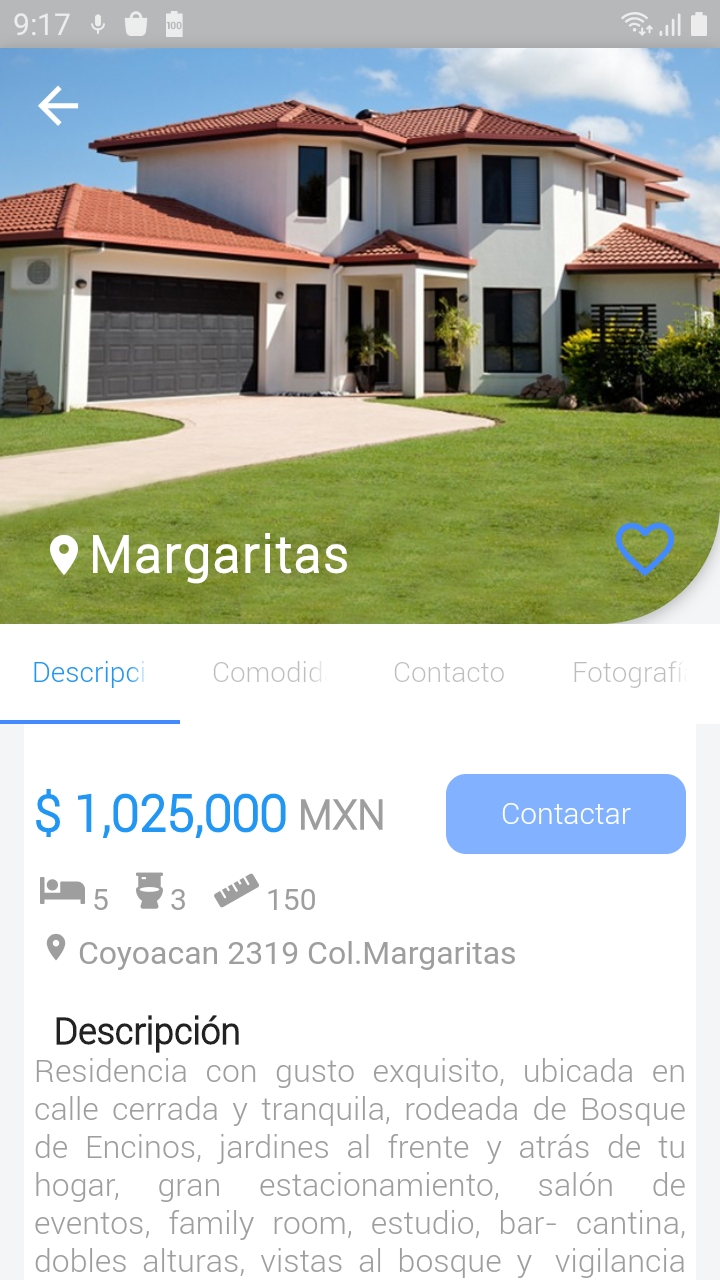 9:17
100
Margaritas
Descripci
Comodid
Contacto
Fotografí
$ 1,025,000 MXN
Contactar
5 3 150
Coyoacan 2319 Col.Margaritas
Descripción
Residencia con gusto exquisito, ubicada en
calle cerrada y tranquila, rodeada de Bosque
de Encinos, jardines al frente y atrás de tu
hogar, gran estacionamiento, salón de
eventos, family room, estudio, bar- cantina,
dobles alturas, vistas al bosque y vigilancia